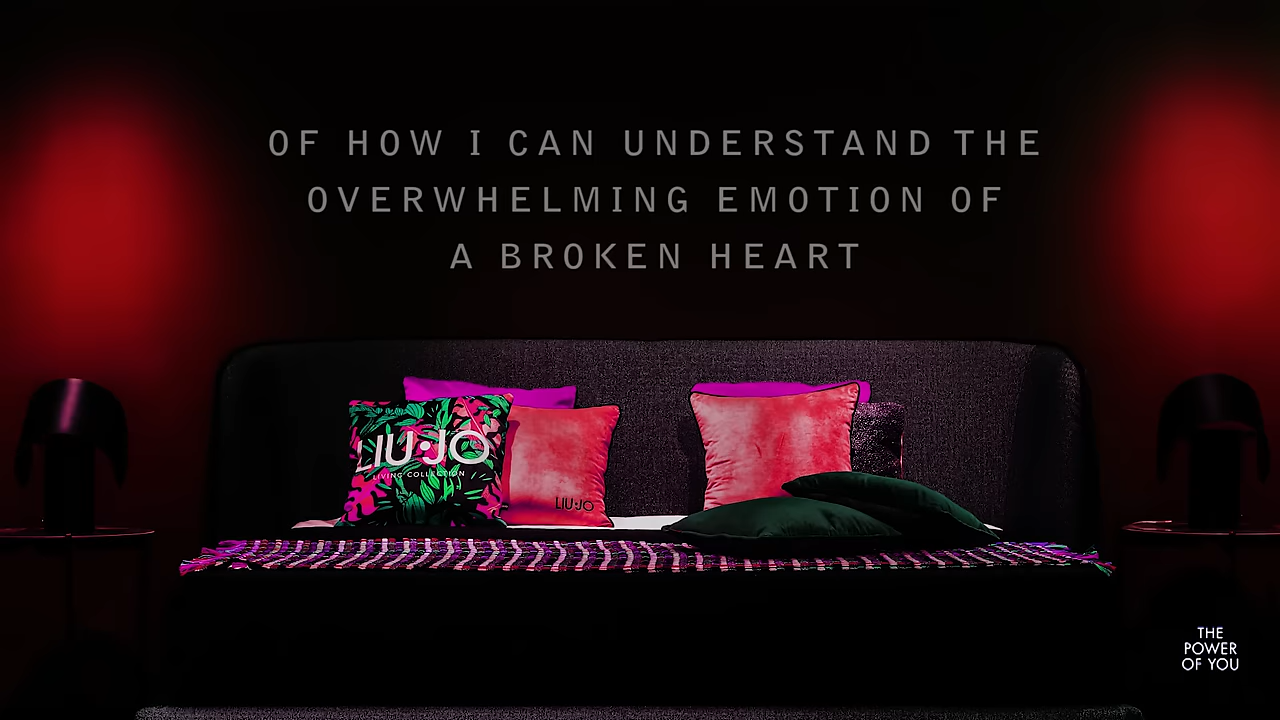 OF HOW I CAN UNDERSTAND THE
OVERWHELMING EMOTION OF
A BROKEN HEART
LIU·JO
LIVING COLLECTION
LIU·JO
THE
POWER
OF YOU